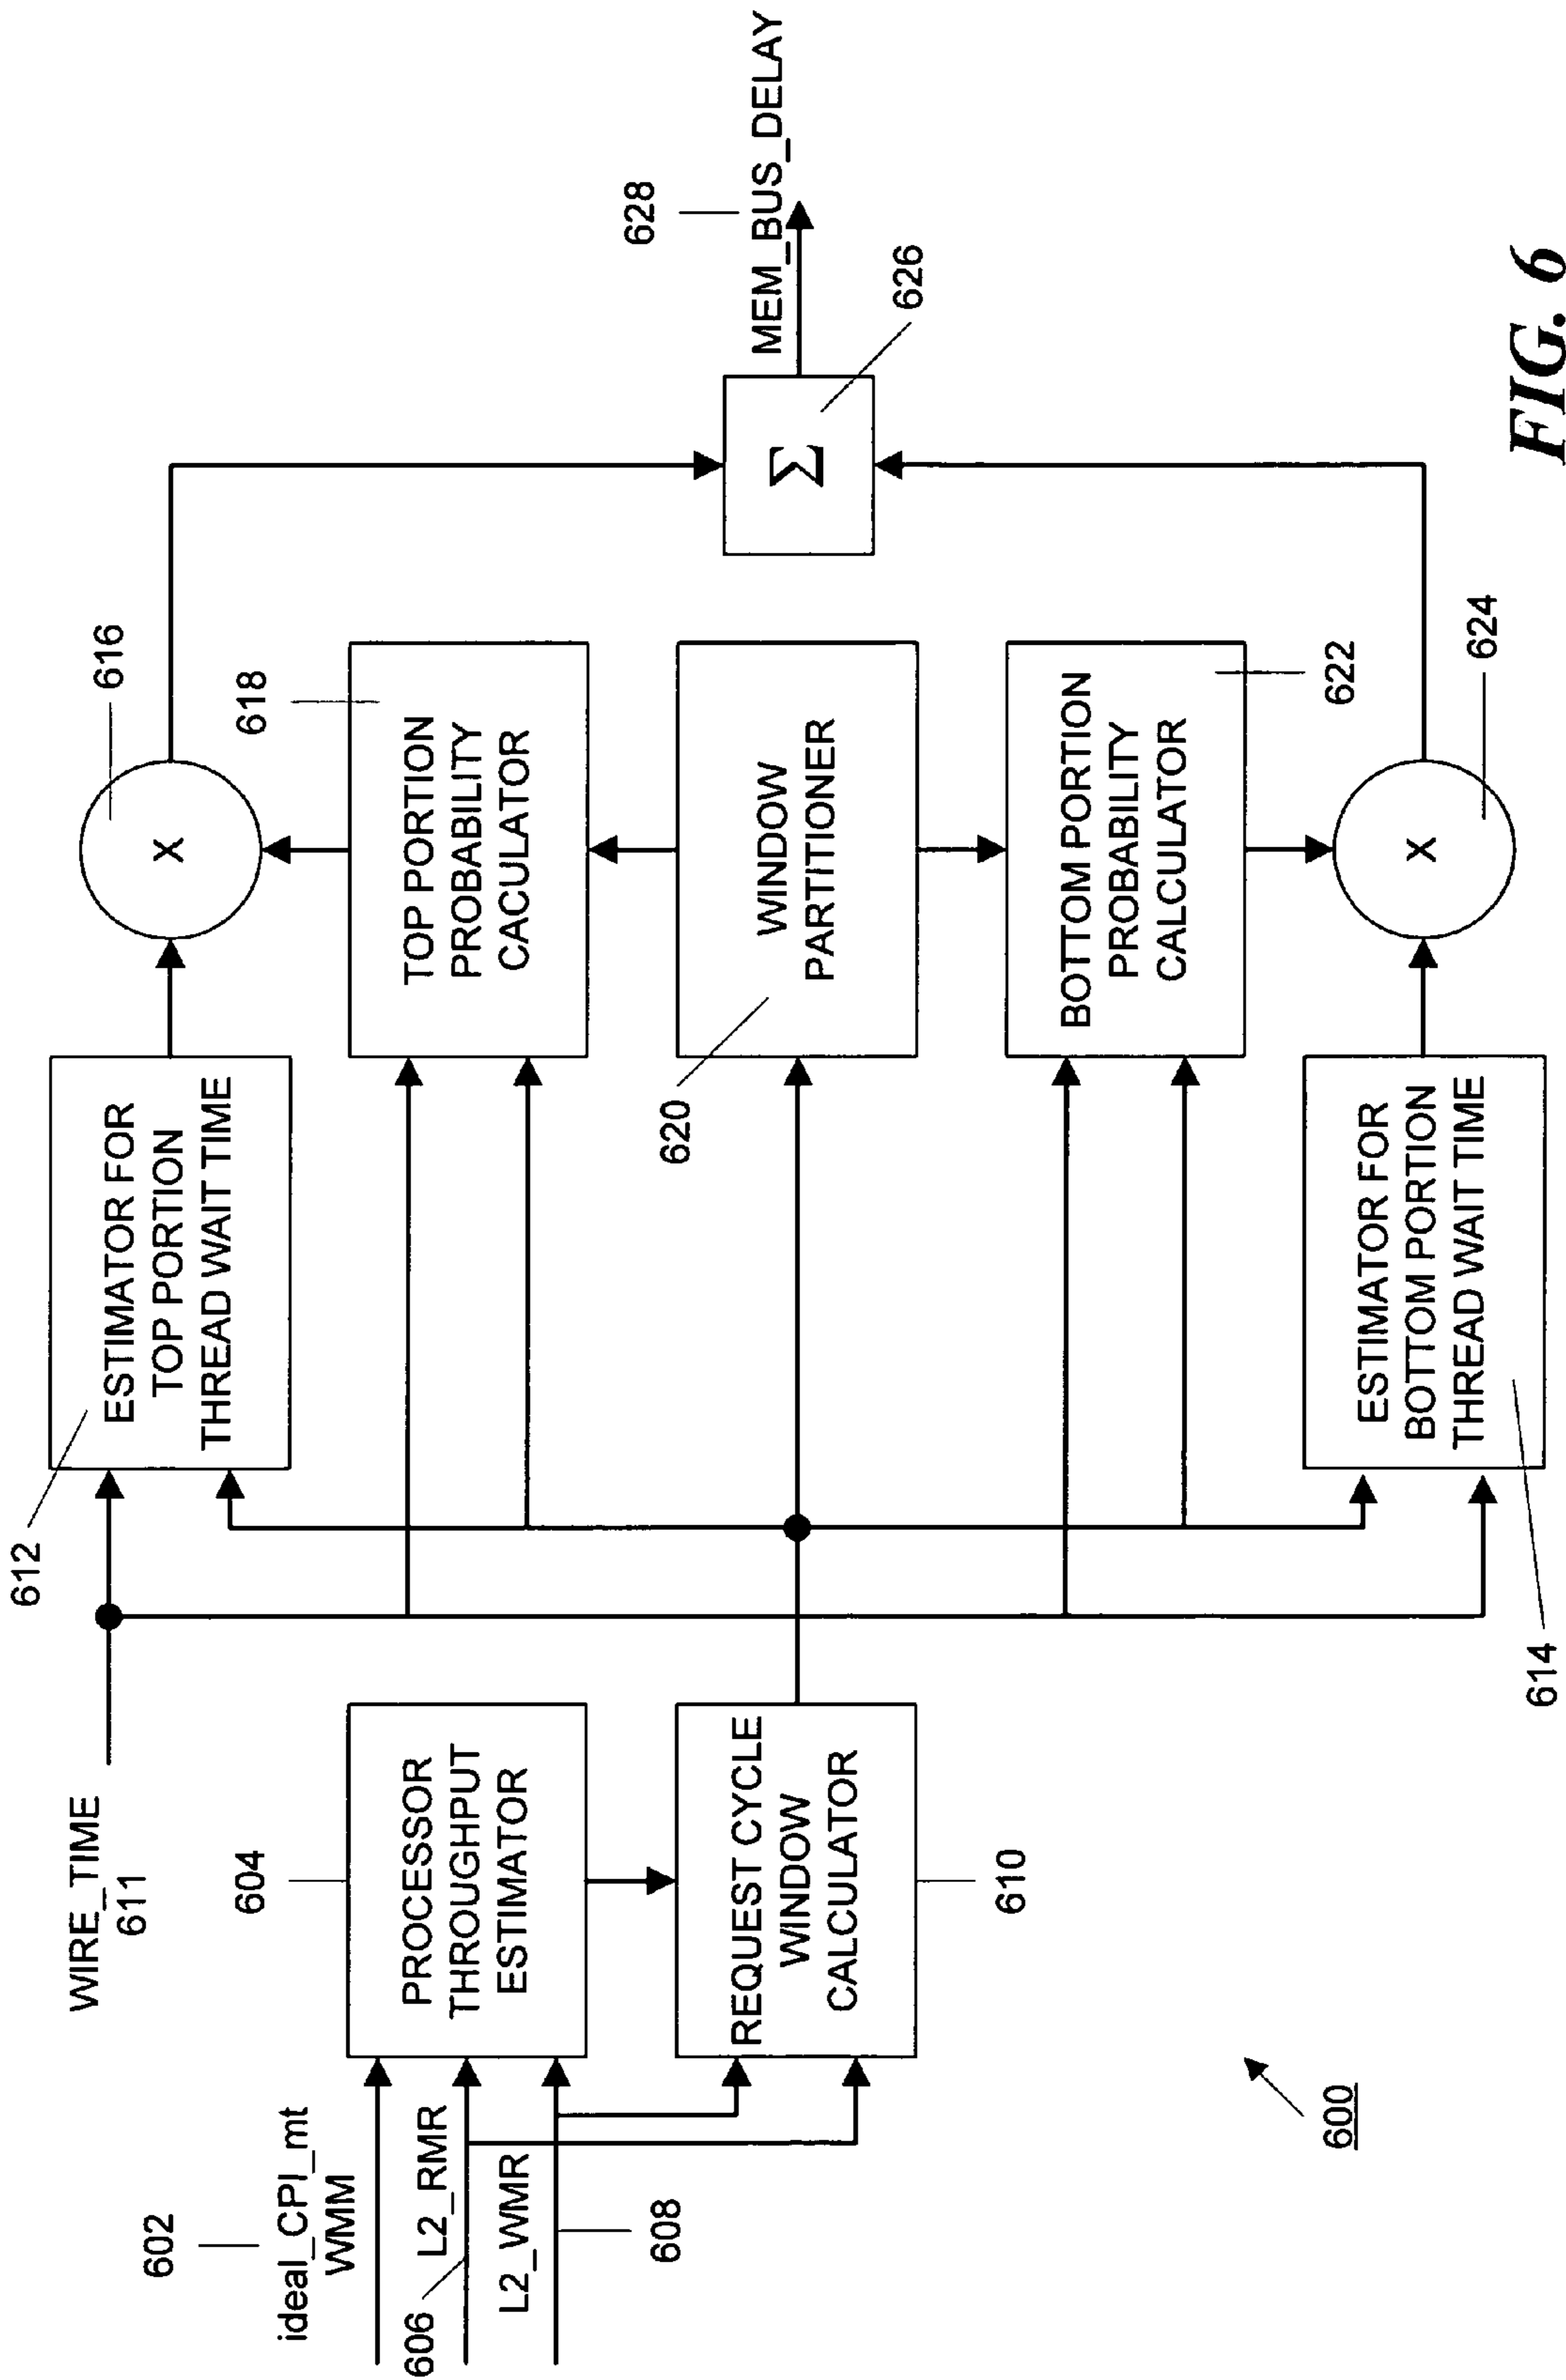 WIRE_TIME
611
612
ESTIMATOR FOR
TOP PORTION
THREAD WAIT TIME
616
X
602
ideal_CPI_mt
WMM
606
L2_RMR
L2_WMR
608
604
PROCESSOR
THROUGHPUT
ESTIMATOR
618
TOP PORTION
PROBABILITY
CACULATOR
REQUEST CYCLE
WINDOW
CALCULATOR
610
620
WINDOW
PARTITIONER
Σ
626
628
MEM_BUS_DELAY
BOTTOM PORTION
PROBABILITY
CALCULATOR
622
600
614
ESTIMATOR FOR
BOTTOM PORTION
THREAD WAIT TIME
X
624
FIG. 6